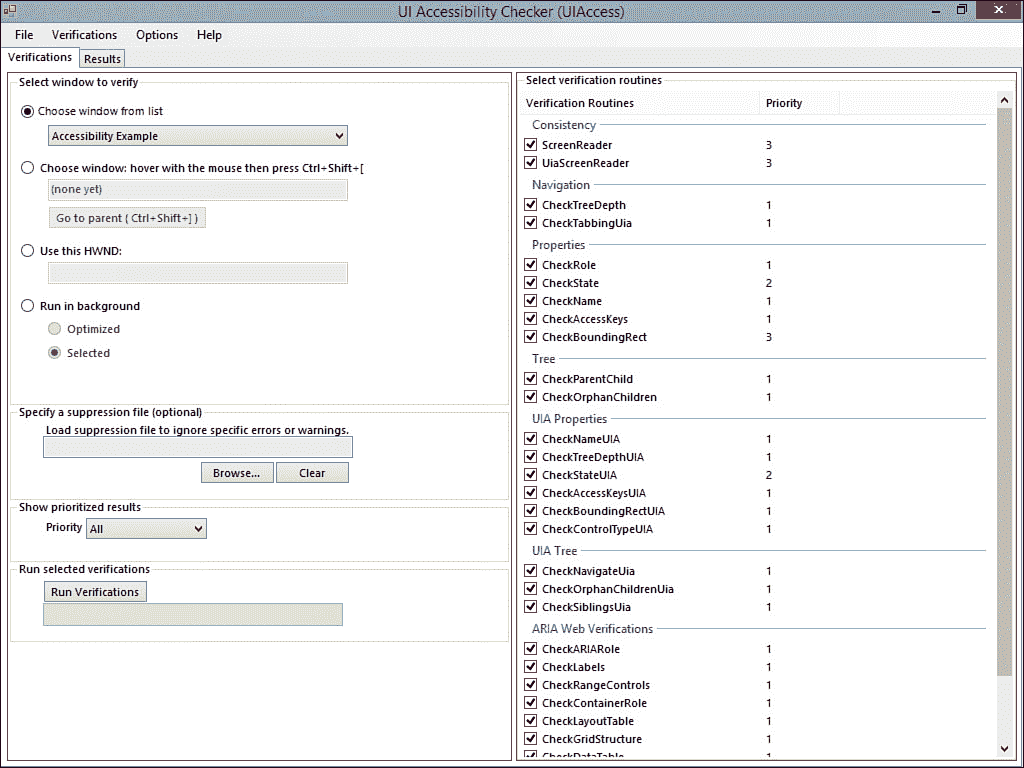 UI Accessibility Checker (UIAccess)
File Verifications Options Help
Verifications Results
Select window to verify
Choose window from list
Accessibility Example
Choose window: hover with the mouse then press Ctrl+Shift+[
(none yet)
Go to parent ( Ctrl+Shift+] )
Use this HWND:
Run in background
Optimized
Selected
Specify a suppression file (optional)
Load suppression file to ignore specific errors or warnings.
Browse... Clear
Show prioritized results
Priority All
Run selected verifications
Run Verifications
Select verification routines
Verification Routines Priority
Consistency
ScreenReader 3
UiaScreenReader 3
Navigation
CheckTreeDepth 1
CheckTabbingUia 1
Properties
CheckRole 1
CheckState 2
CheckName 1
CheckAccessKeys 1
CheckBoundingRect 3
Tree
CheckParentChild 1
CheckOrphanChildren 1
UIA Properties
CheckNameUIA 1
CheckTreeDepthUIA 1
CheckStateUIA 2
CheckAccessKeysUIA 1
CheckBoundingRectUIA 1
CheckControlTypeUIA 1
UIA Tree
CheckNavigateUia 1
CheckOrphanChildrenUia 1
CheckSiblingsUia 1
ARIA Web Verifications
CheckARIARole 1
CheckLabels 1
CheckRangeControls 1
CheckContainerRole 1
CheckLayoutTable 1
CheckGridStructure 1
CheckDataTable 1